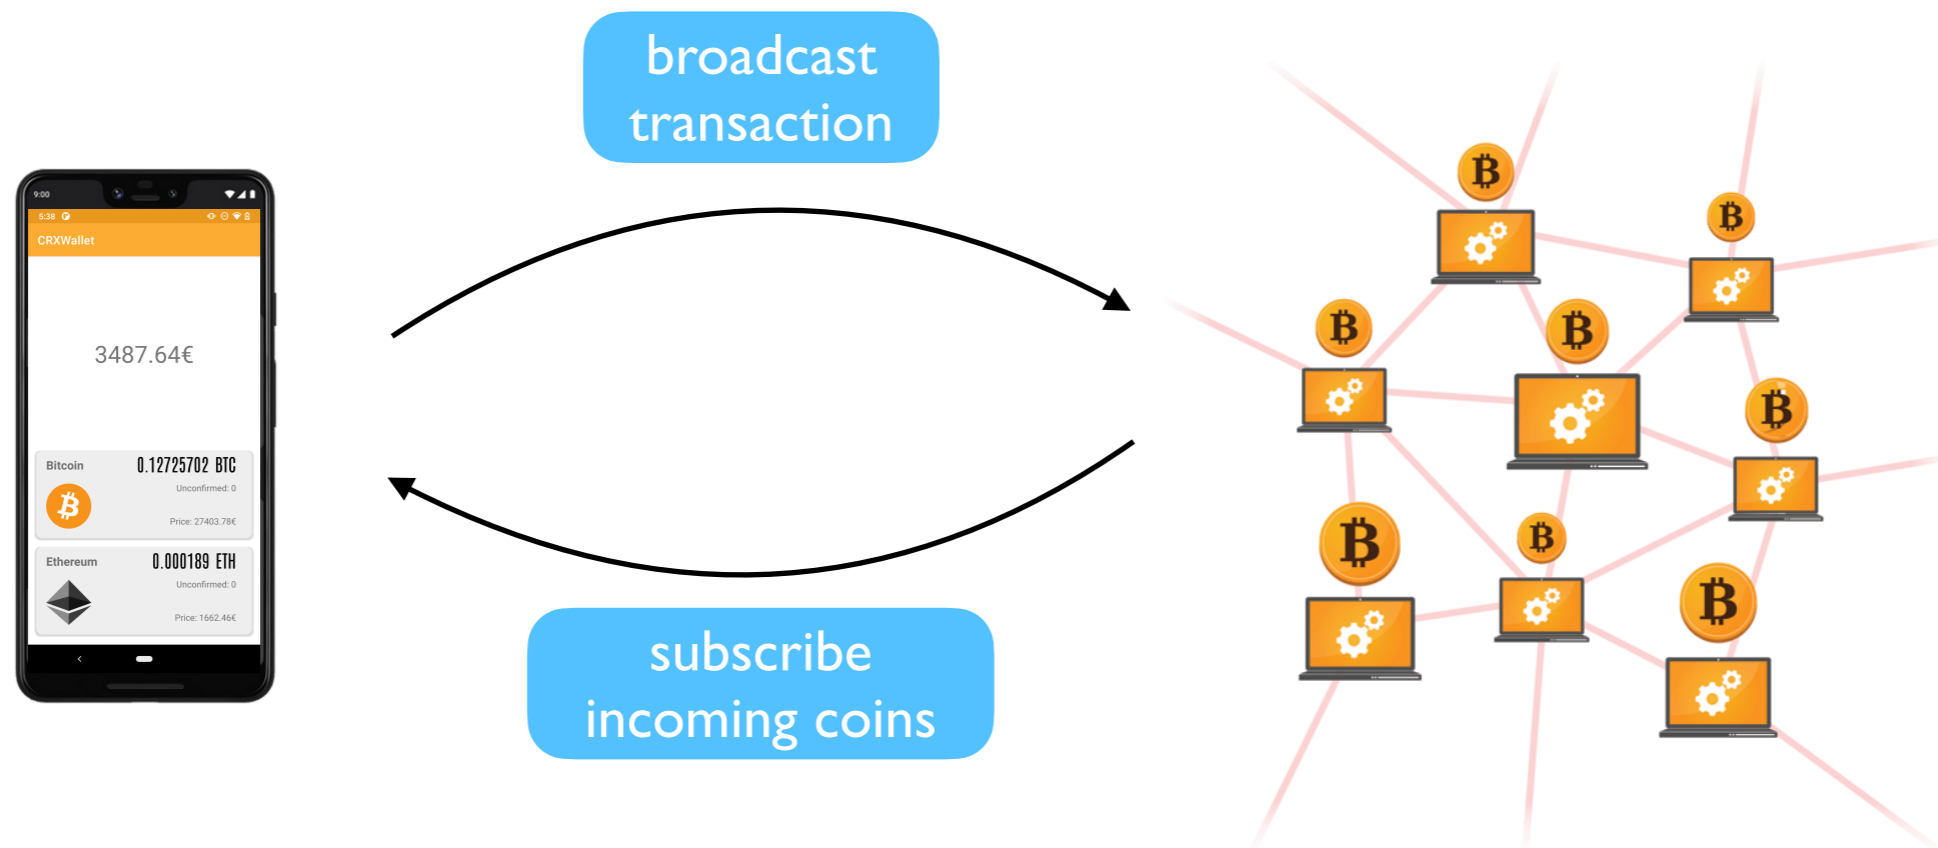 broadcast
transaction
9:00
5:38
CRXWallet
3487.64€
Bitcoin
0.12725702 BTC
Unconfirmed: 0
Price: 27403.78€
Ethereum
0.000189 ETH
Unconfirmed: 0
Price: 1662.46€
subscribe
incoming coins